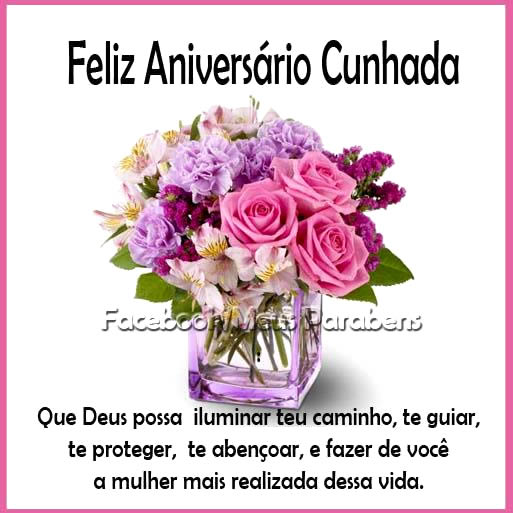 Feliz Aniversário Cunhada
Facebook Meus Parabens
Que Deus possa iluminar teu caminho, te guiar,
te proteger, te abençoar, e fazer de você
a mulher mais realizada dessa vida.